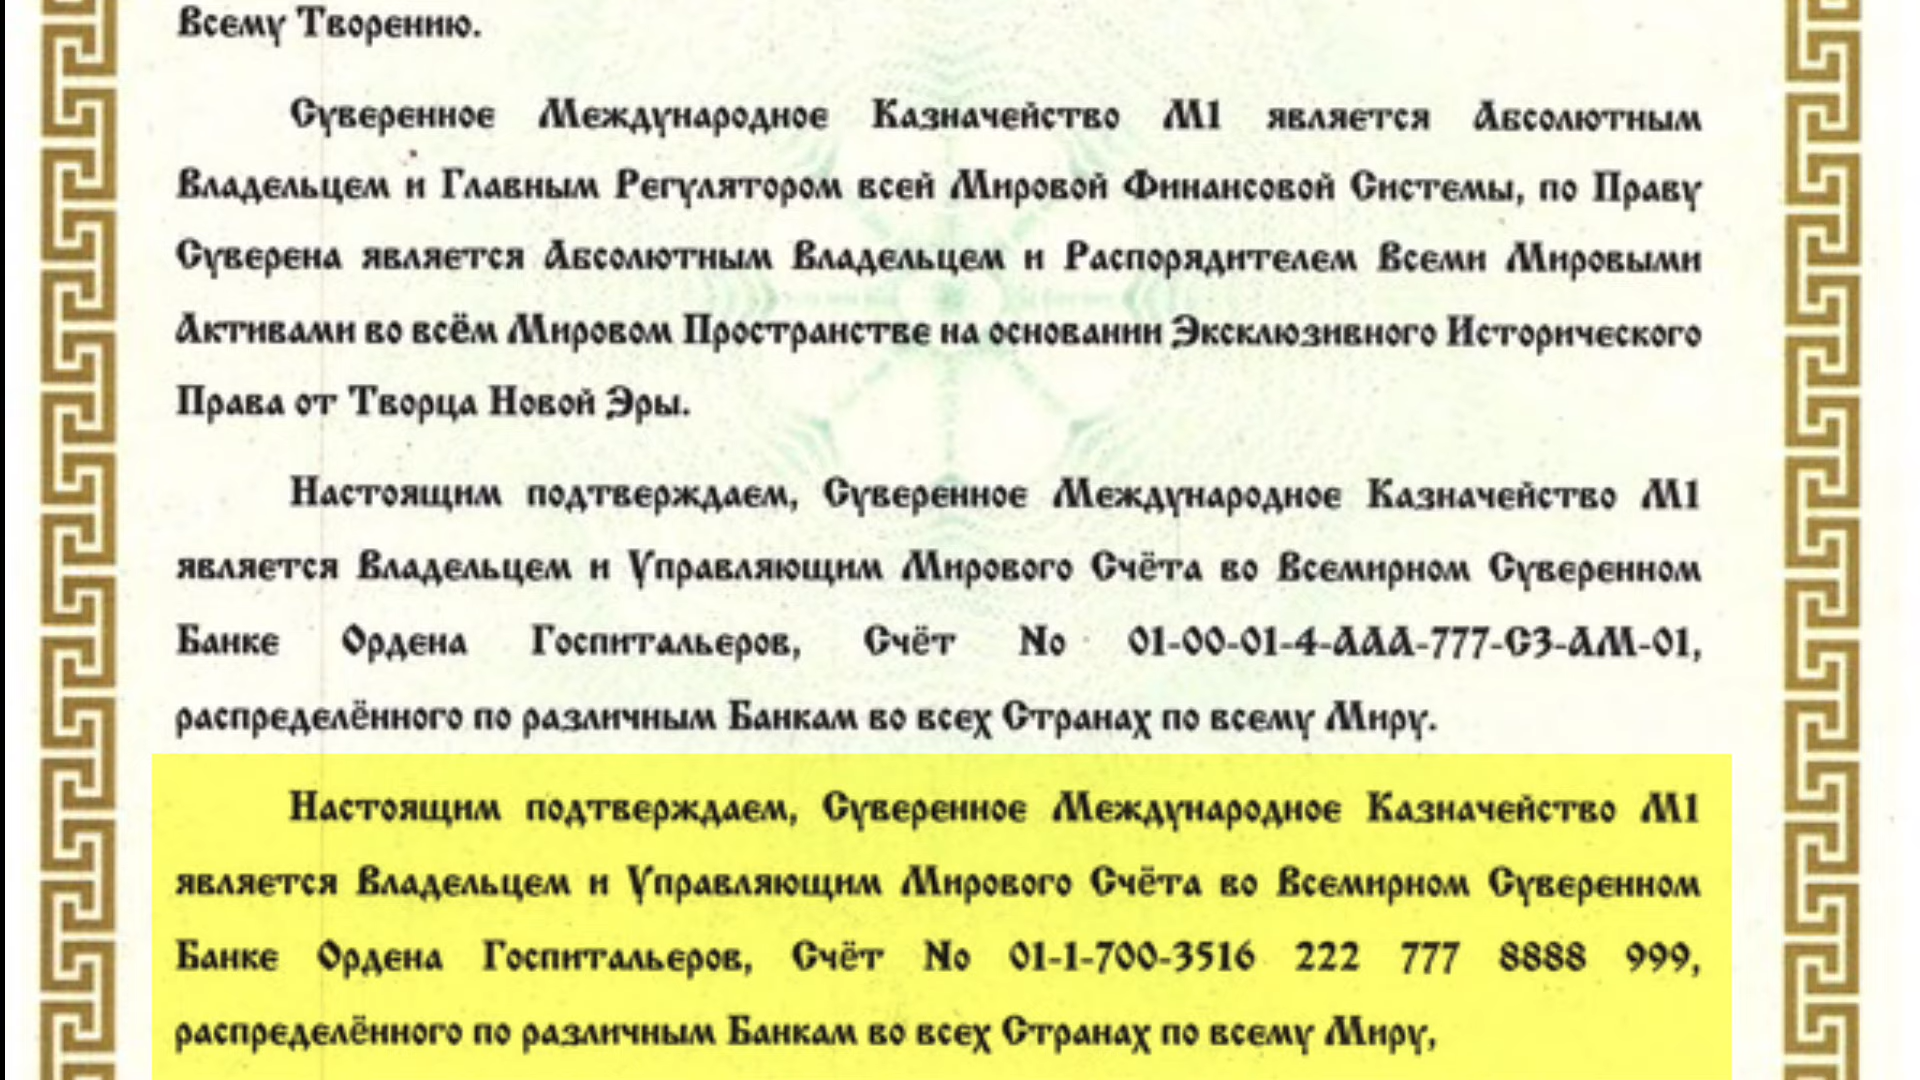 Всему Творению.
Суверенное Международное Казначейство М1 является Абсолютным
Владельцем и Главным Регулятором всей Мировой Финансовой Системы, по Праву
Суверена является Абсолютным Владельцем и Распорядителем Всеми Мировыми
Активами во всём Мировом Пространстве на основании Эксклюзивного Исторического
Права от Творца Новой Эры.
Настоящим подтверждаем, Суверенное Международное Казначейство М1
является Владельцем и Управляющим Мирового Счёта во Всемирном Суверенном
Банке Ордена Госпитальеров, Счёт No 01-00-01-4-ААА-777-С3-АМ-01,
распределённого по различным Банкам во всех Странах по всему Миру.
Настоящим подтверждаем, Суверенное Международное Казначейство М1
является Владельцем и Управляющим Мирового Счёта во Всемирном Суверенном
Банке Ордена Госпитальеров, Счёт No 01-1-700-3516 222 777 8888 999,
распределённого по различным Банкам во всех Странах по всему Миру,